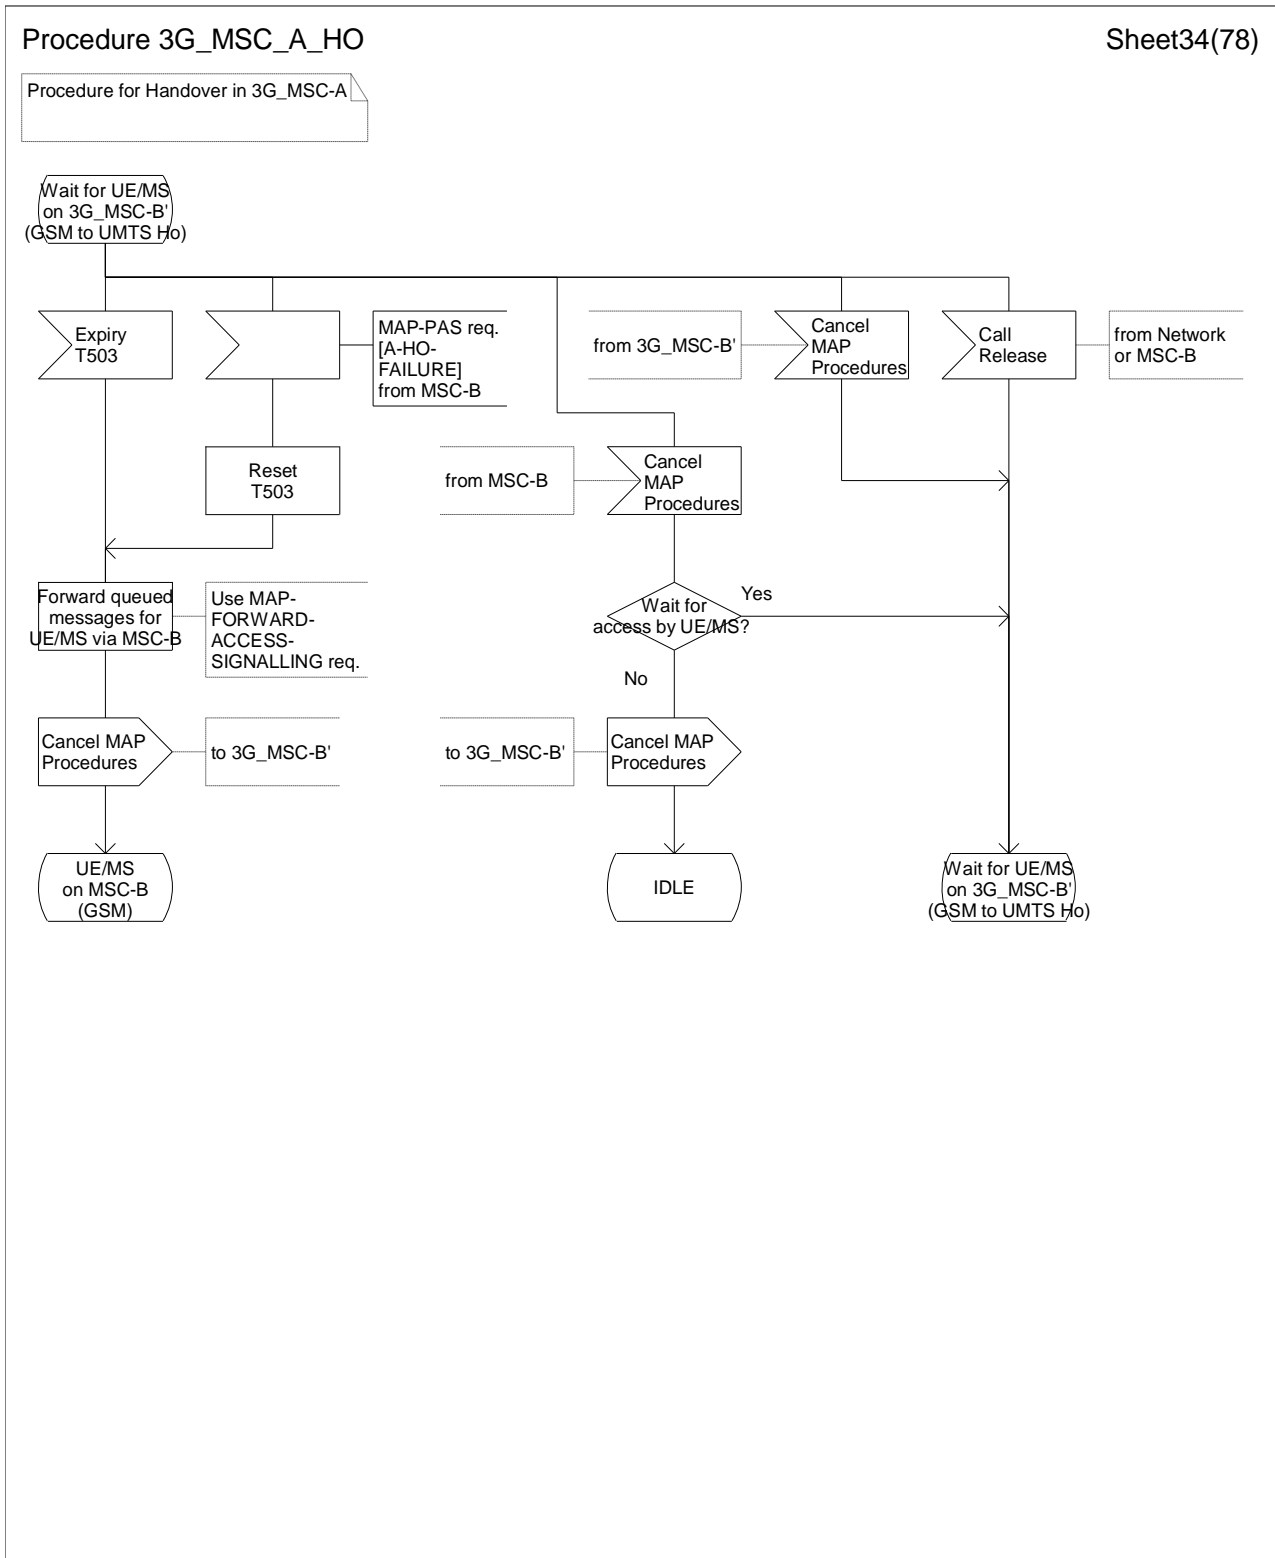 Procedure 3G_MSC_A_HO
Sheet34(78)
Procedure for Handover in 3G_MSC-A
Wait for UE/MS
on 3G_MSC-B'
(GSM to UMTS Ho)
Expiry
T503
MAP-PAS req.
[A-HO-
FAILURE]
from MSC-B
from 3G_MSC-B'
Cancel
MAP
Procedures
Call
Release
from Network
or MSC-B
Reset
T503
from MSC-B
Cancel
MAP
Procedures
Forward queued
messages for
UE/MS via MSC-B
Use MAP-
FORWARD-
ACCESS-
SIGNALLING req.
Wait for
access by UE/MS?
Yes
No
Cancel MAP
Procedures
to 3G_MSC-B'
to 3G_MSC-B'
Cancel MAP
Procedures
UE/MS
on MSC-B
(GSM)
IDLE
Wait for UE/MS
on 3G_MSC-B'
(GSM to UMTS Ho)